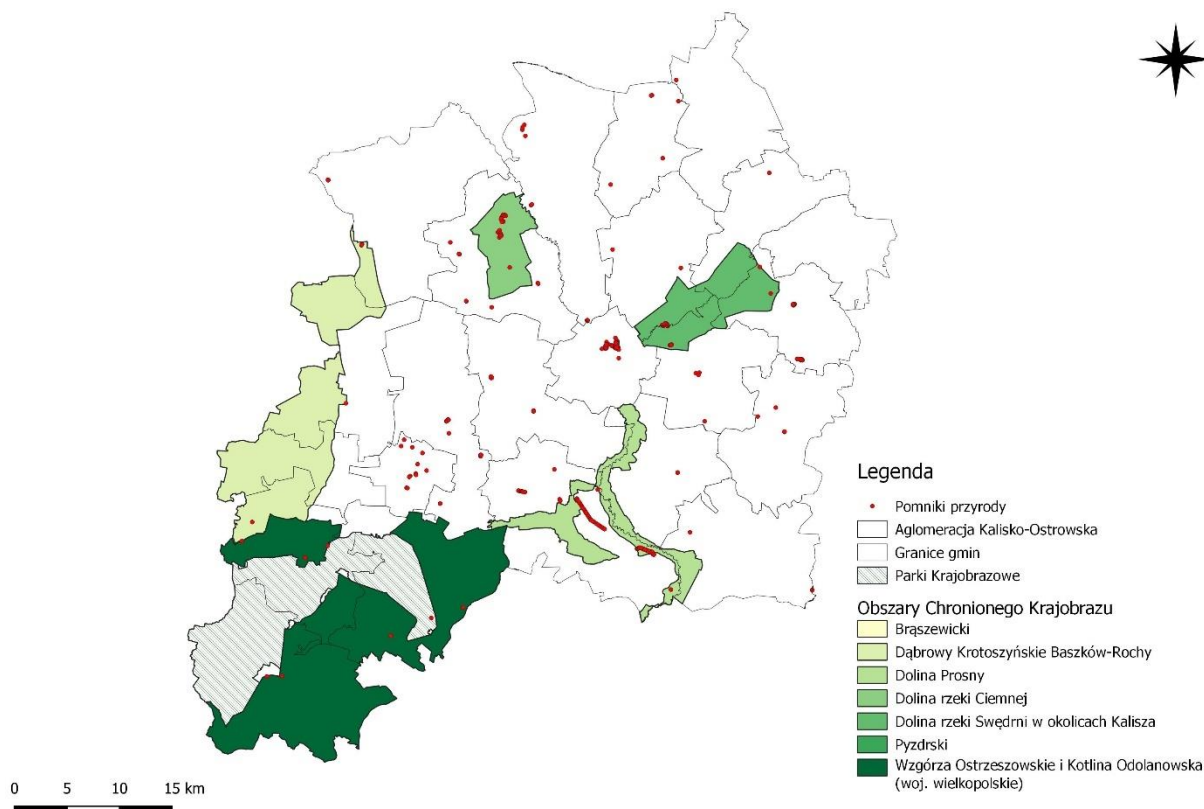 Legenda
Pomniki przyrody
Aglomeracja Kalisko-Ostrowska
Granice gmin
Parki Krajobrazowe
Obszary Chronionego Krajobrazu
Brąszewicki
Dąbrowy Krotoszyńskie Baszków-Rochy
Dolina Prosny
Dolina rzeki Ciemnej
Dolina rzeki Swędrni w okolicach Kalisza
Pyzdrski
Wzgórza Ostrzeszowskie i Kotlina Odolanowska
(woj. wielkopolskie)
0 5 10 15 km